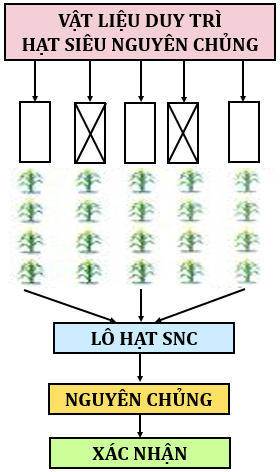 VẬT LIỆU DUY TRÌ
HẠT SIÊU NGUYÊN CHỦNG
LÔ HẠT SNC
NGUYÊN CHỦNG
XÁC NHẬN